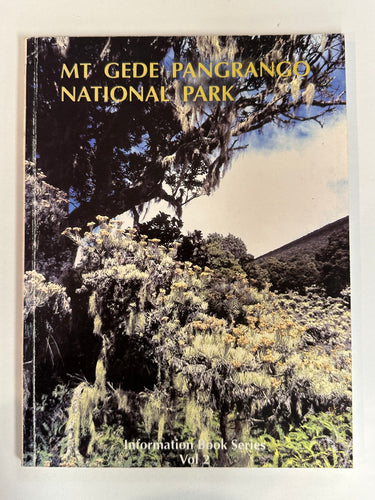 MT GEDE PANGRANGO
NATIONAL PARK
Information Book Series
Vol 2